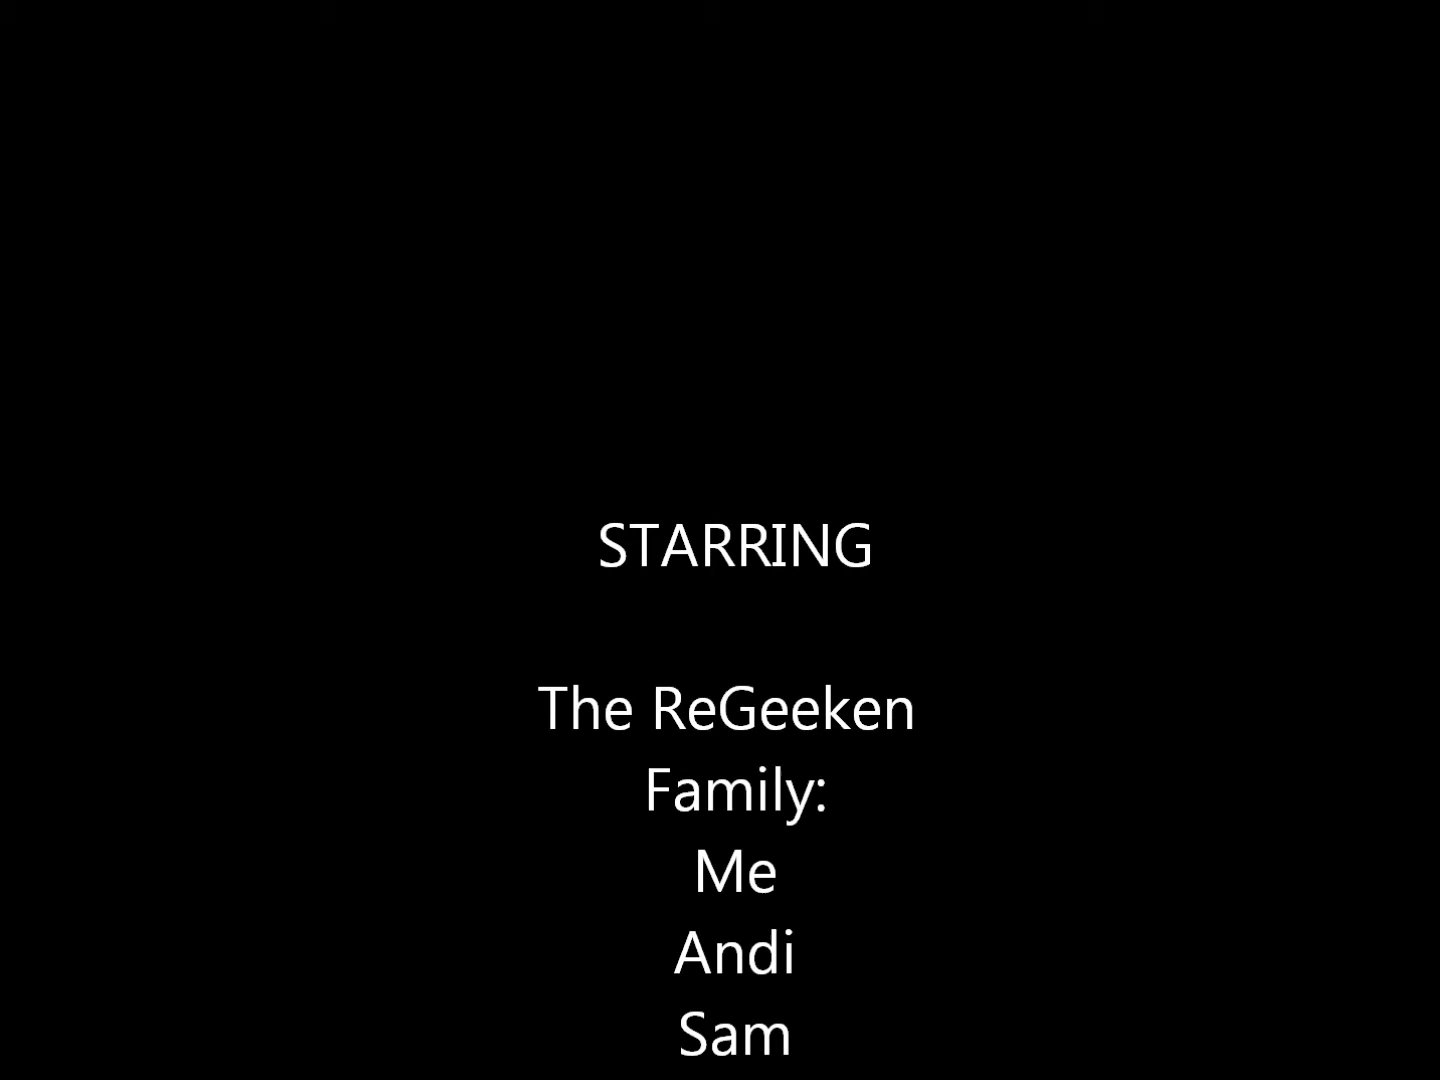 STARRING
The ReGeeken
Family:
Me
Andi
Sam